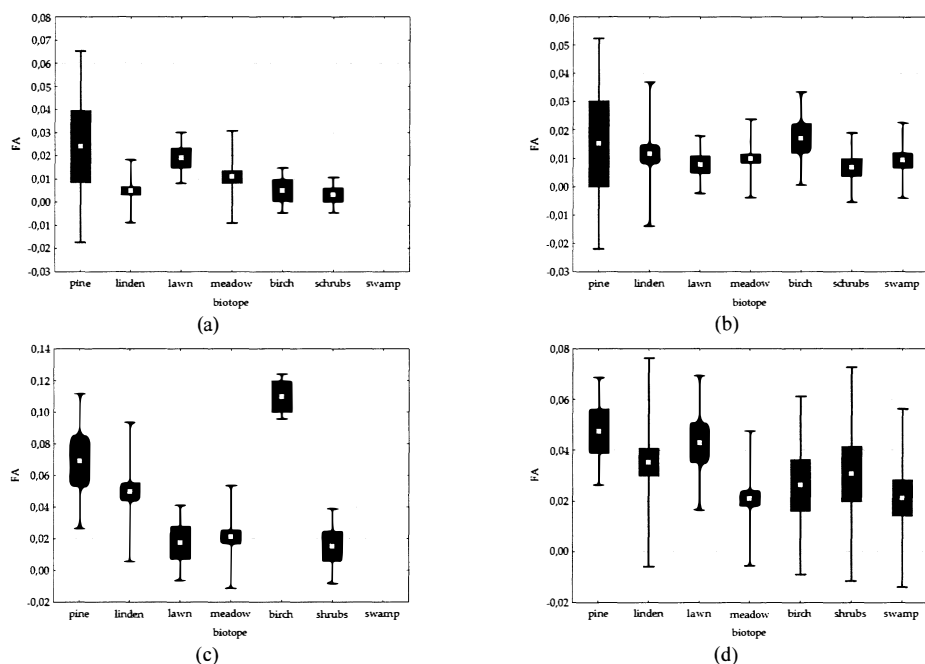 0,08
0,07
0,06
0,05
0,04
0,03
0,02
0,01
0,00
-0,01
-0,02
-0,03
FA
pine linden lawn meadow birch schrubs swamp
biotope
(a)
0,06
0,05
0,04
0,03
0,02
0,01
0,00
-0,01
-0,02
-0,03
FA
pine linden lawn meadow birch schrubs swamp
biotope
(b)
0,14
0,12
0,10
0,08
0,06
0,04
0,02
0,00
-0,02
FA
pine linden lawn meadow birch shrubs swamp
biotope
(c)
0,08
0,06
0,04
0,02
0,00
-0,02
FA
pine linden lawn meadow birch shrubs swamp
biotope
(d)